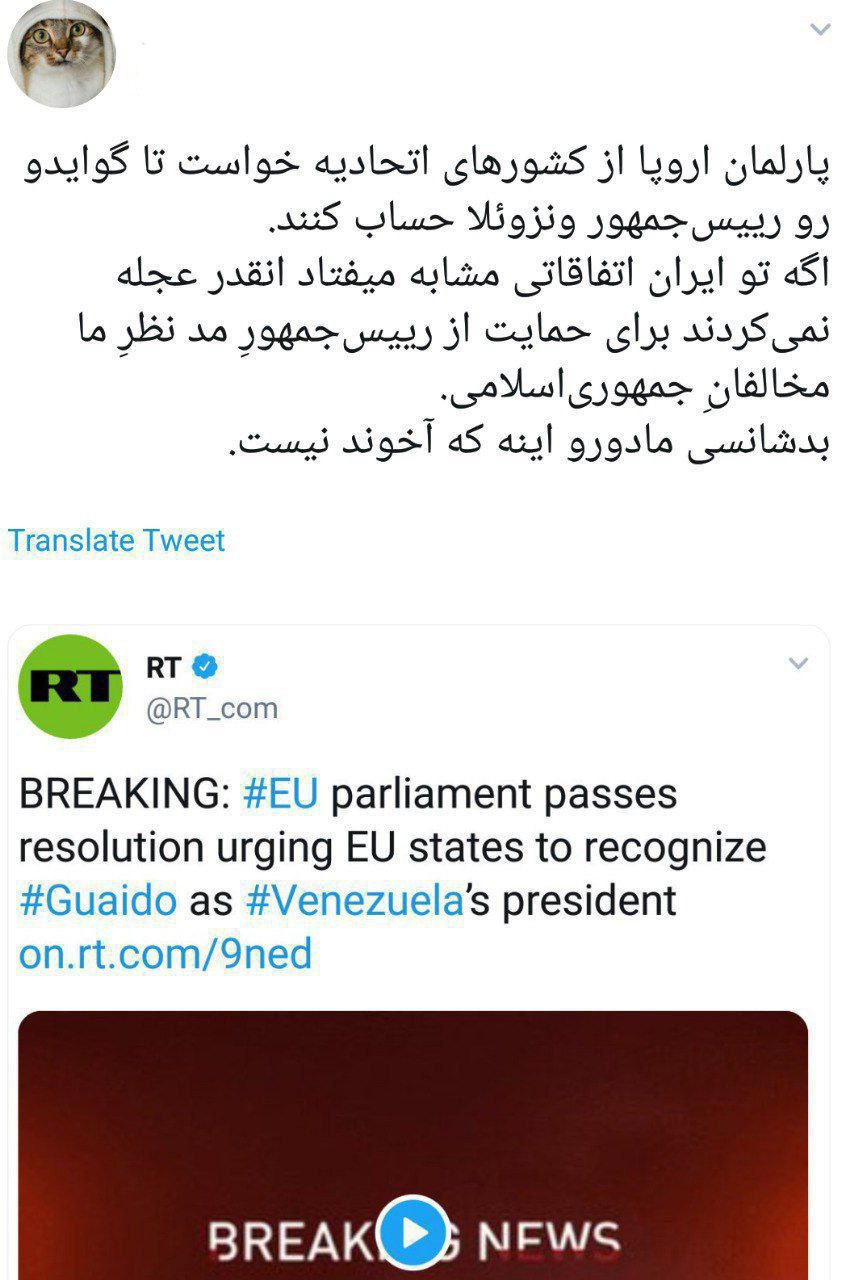 پارلمان اروپا از کشورهای اتحادیه خواست تا گوایدو
رو رییس‌جمهور ونزوئلا حساب کنند.
اگه تو ایران اتفاقاتی مشابه میفتاد انقدر عجله
نمی‌کردند برای حمایت از رییس‌جمهورِ مد نظرِ ما
مخالفانِ جمهوری‌اسلامی.
بدشانسی مادورو اینه که آخوند نیست.
Translate Tweet
RT
RT
@RT_com
BREAKING: #EU parliament passes
resolution urging EU states to recognize
#Guaido as #Venezuela's president
on.rt.com/9ned
BREAKING NEWS